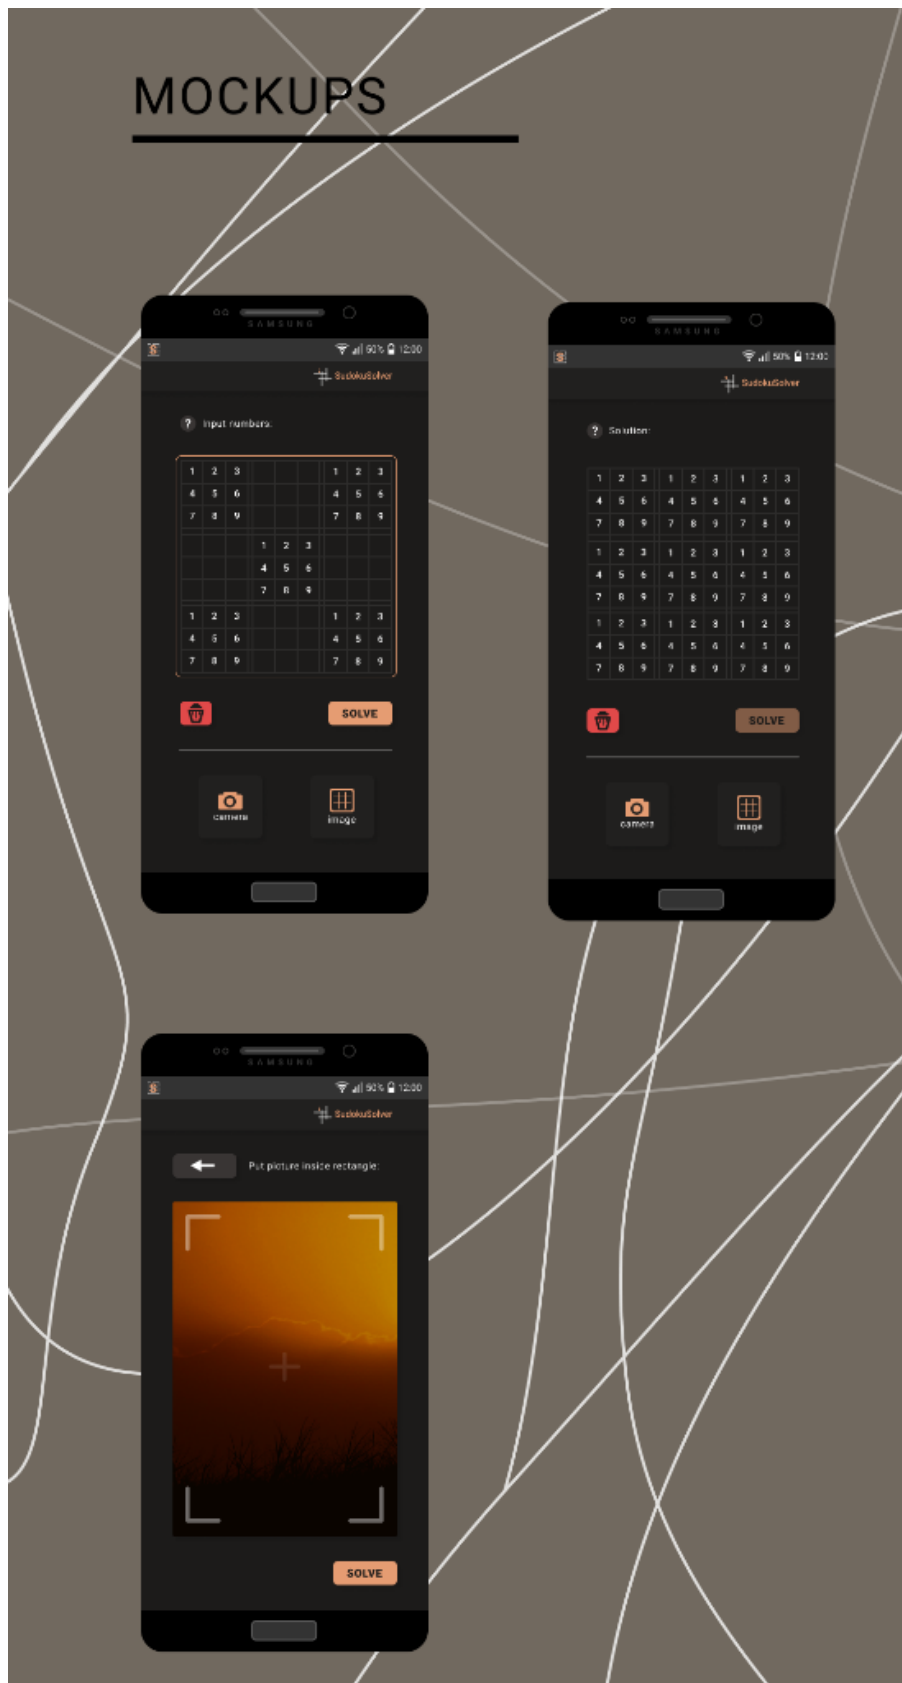 MOCKUPS
SAMSUNG
50% 12:00
SudokuSolver
? Input numbers:
1 2 3 1 2 3
4 5 6 4 5 6
7 8 9 7 8 9
1 2 3
4 5 6
7 8 9
1 2 3 1 2 3
4 5 6 4 5 6
7 8 9 7 8 9
SOLVE
camera image
SAMSUNG
50% 12:00
SudokuSolver
? Solution:
1 2 3 1 2 3 1 2 3
4 5 6 4 5 6 4 5 6
7 8 9 7 8 9 7 8 9
1 2 3 1 2 3 1 2 3
4 5 6 4 5 6 4 5 6
7 8 9 7 8 9 7 8 9
1 2 3 1 2 3 1 2 3
4 5 6 4 5 6 4 5 6
7 8 9 7 8 9 7 8 9
SOLVE
camera image
SAMSUNG
50% 12:00
SudokuSolver
Put picture inside rectangle:
SOLVE